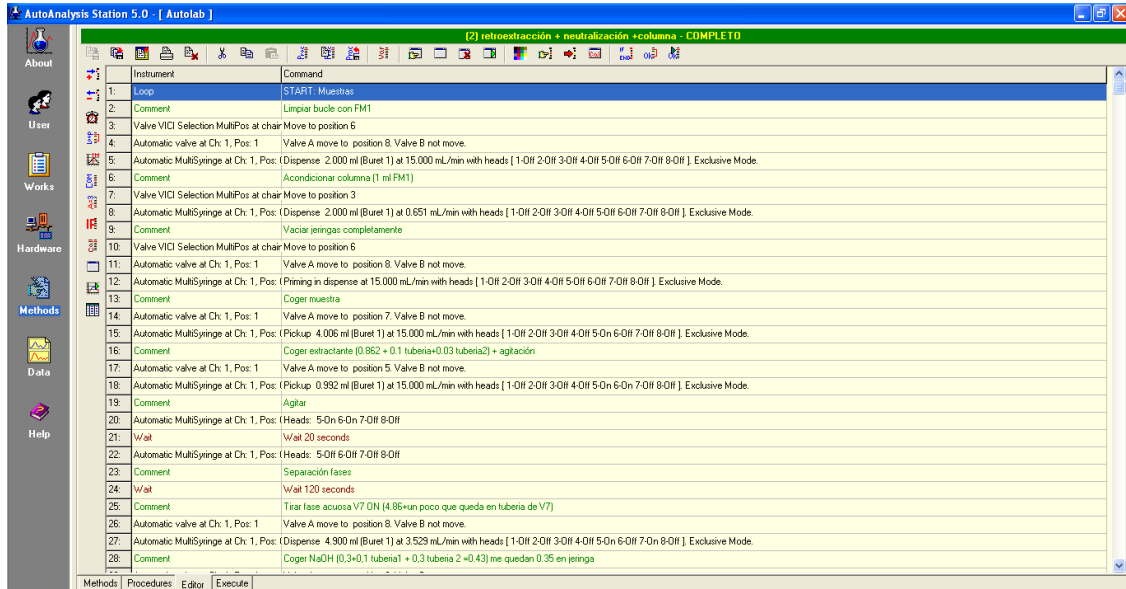 AutoAnalysis Station 5.0 - [ Autolab ]
(2) retroextracción + neutralización +columna - COMPLETO
About
User
Works
Hardware
Methods
Data
Help
Instrument Command
1: Loop START: Muestras
2: Comment Limpiar bucle con FM1
3: Valve VICI Selection MultiPos at chair Move to position 6
4: Automatic valve at Ch: 1, Pos: 1 Valve A move to position 8. Valve B not move.
5: Automatic MultiSyringe at Ch: 1, Pos: ( Dispense 2.000 ml (Buret 1) at 15.000 mL/min with heads [ 1-Off 2-Off 3-Off 4-Off 5-Off 6-Off 7-Off 8-Off ]. Exclusive Mode.
6: Comment Acondicionar columna (1 ml FM1)
7: Valve VICI Selection MultiPos at chair Move to position 3
8: Automatic MultiSyringe at Ch: 1, Pos: ( Dispense 2.000 ml (Buret 1) at 0.651 mL/min with heads [ 1-Off 2-Off 3-Off 4-Off 5-Off 6-Off 7-Off 8-Off ]. Exclusive Mode.
9: Comment Vaciar jeringas completamente
10: Valve VICI Selection MultiPos at chair Move to position 6
11: Automatic valve at Ch: 1, Pos: 1 Valve A move to position 8. Valve B not move.
12: Automatic MultiSyringe at Ch: 1, Pos: ( Priming in dispense at 15.000 mL/min with heads [ 1-Off 2-Off 3-Off 4-Off 5-Off 6-Off 7-Off 8-Off ]. Exclusive Mode.
13: Comment Coger muestra
14: Automatic valve at Ch: 1, Pos: 1 Valve A move to position 7. Valve B not move.
15: Automatic MultiSyringe at Ch: 1, Pos: ( Pickup 4.006 ml (Buret 1) at 15.000 mL/min with heads [ 1-Off 2-Off 3-Off 4-Off 5-On 6-Off 7-Off 8-Off ]. Exclusive Mode.
16: Comment Coger extractante (0.862 + 0.1 tuberia+0.03 tuberia2) + agitación
17: Automatic valve at Ch: 1, Pos: 1 Valve A move to position 5. Valve B not move.
18: Automatic MultiSyringe at Ch: 1, Pos: ( Pickup 0.992 ml (Buret 1) at 15.000 mL/min with heads [ 1-Off 2-Off 3-Off 4-Off 5-On 6-On 7-Off 8-Off ]. Exclusive Mode.
19: Comment Agitar
20: Automatic MultiSyringe at Ch: 1, Pos: ( Heads: 5-On 6-On 7-Off 8-Off
21: Wait Wait 20 seconds
22: Automatic MultiSyringe at Ch: 1, Pos: ( Heads: 5-Off 6-Off 7-Off 8-Off
23: Comment Separación fases
24: Wait Wait 120 seconds
25: Comment Tirar fase acuosa V7 ON (4.86+un poco que queda en tuberia de V7)
26: Automatic valve at Ch: 1, Pos: 1 Valve A move to position 8. Valve B not move.
27: Automatic MultiSyringe at Ch: 1, Pos: ( Dispense 4.900 ml (Buret 1) at 3.529 mL/min with heads [ 1-Off 2-Off 3-Off 4-Off 5-On 6-Off 7-On 8-Off ]. Exclusive Mode.
28: Comment Coger NaOH (0,3+0,1 tuberia1 + 0,3 tuberia 2 =0.43) me quedan 0.35 en jeringa
Methods Procedures Editor Execute